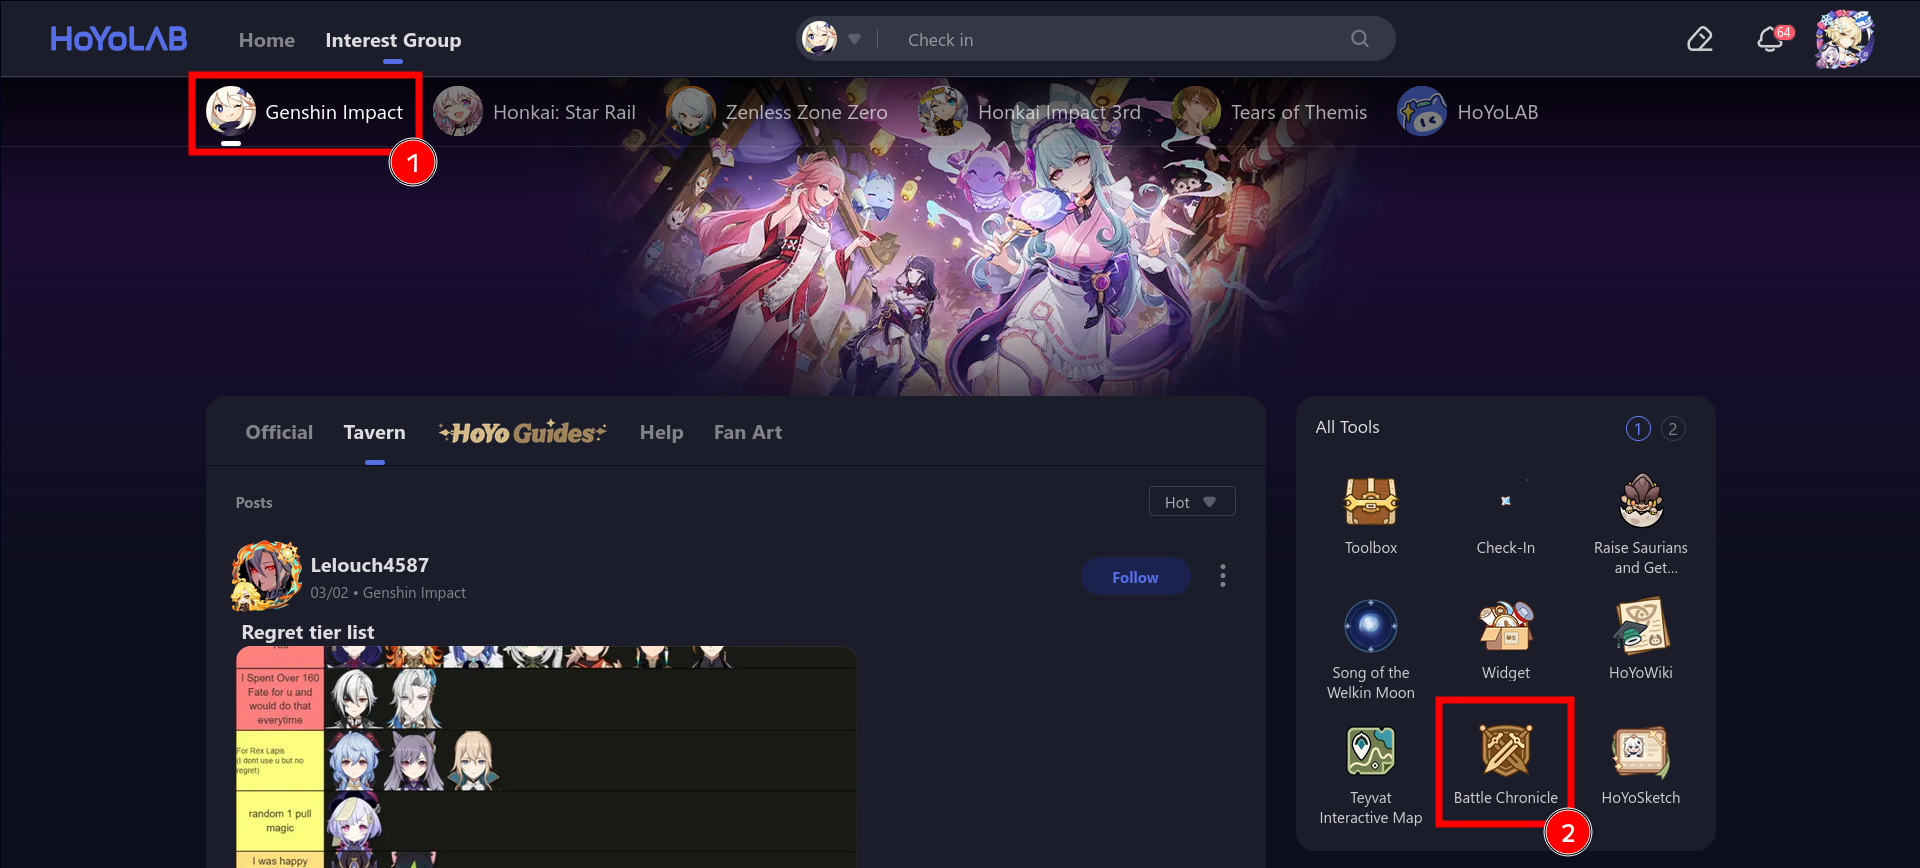 HoYoLAB
Home
Interest Group
Check in
64
Genshin Impact
Honkai: Star Rail
Zenless Zone Zero
Honkai Impact 3rd
Tears of Themis
HoYoLAB
1
Official
Tavern
HoYo Guides
Help
Fan Art
Posts
Hot
Lelouch4587
03/02 • Genshin Impact
Follow
Regret tier list
I Spent Over 160
Fate for u and
would do that
everytime
For Rex Lapis
(I dont use u but no
regret)
random 1 pull
magic
I was happy
All Tools
1
2
Toolbox
Check-In
Raise Saurians
and Get...
Song of the
Welkin Moon
Widget
HoYoWiki
Teyvat
Interactive Map
Battle Chronicle
HoYoSketch
2